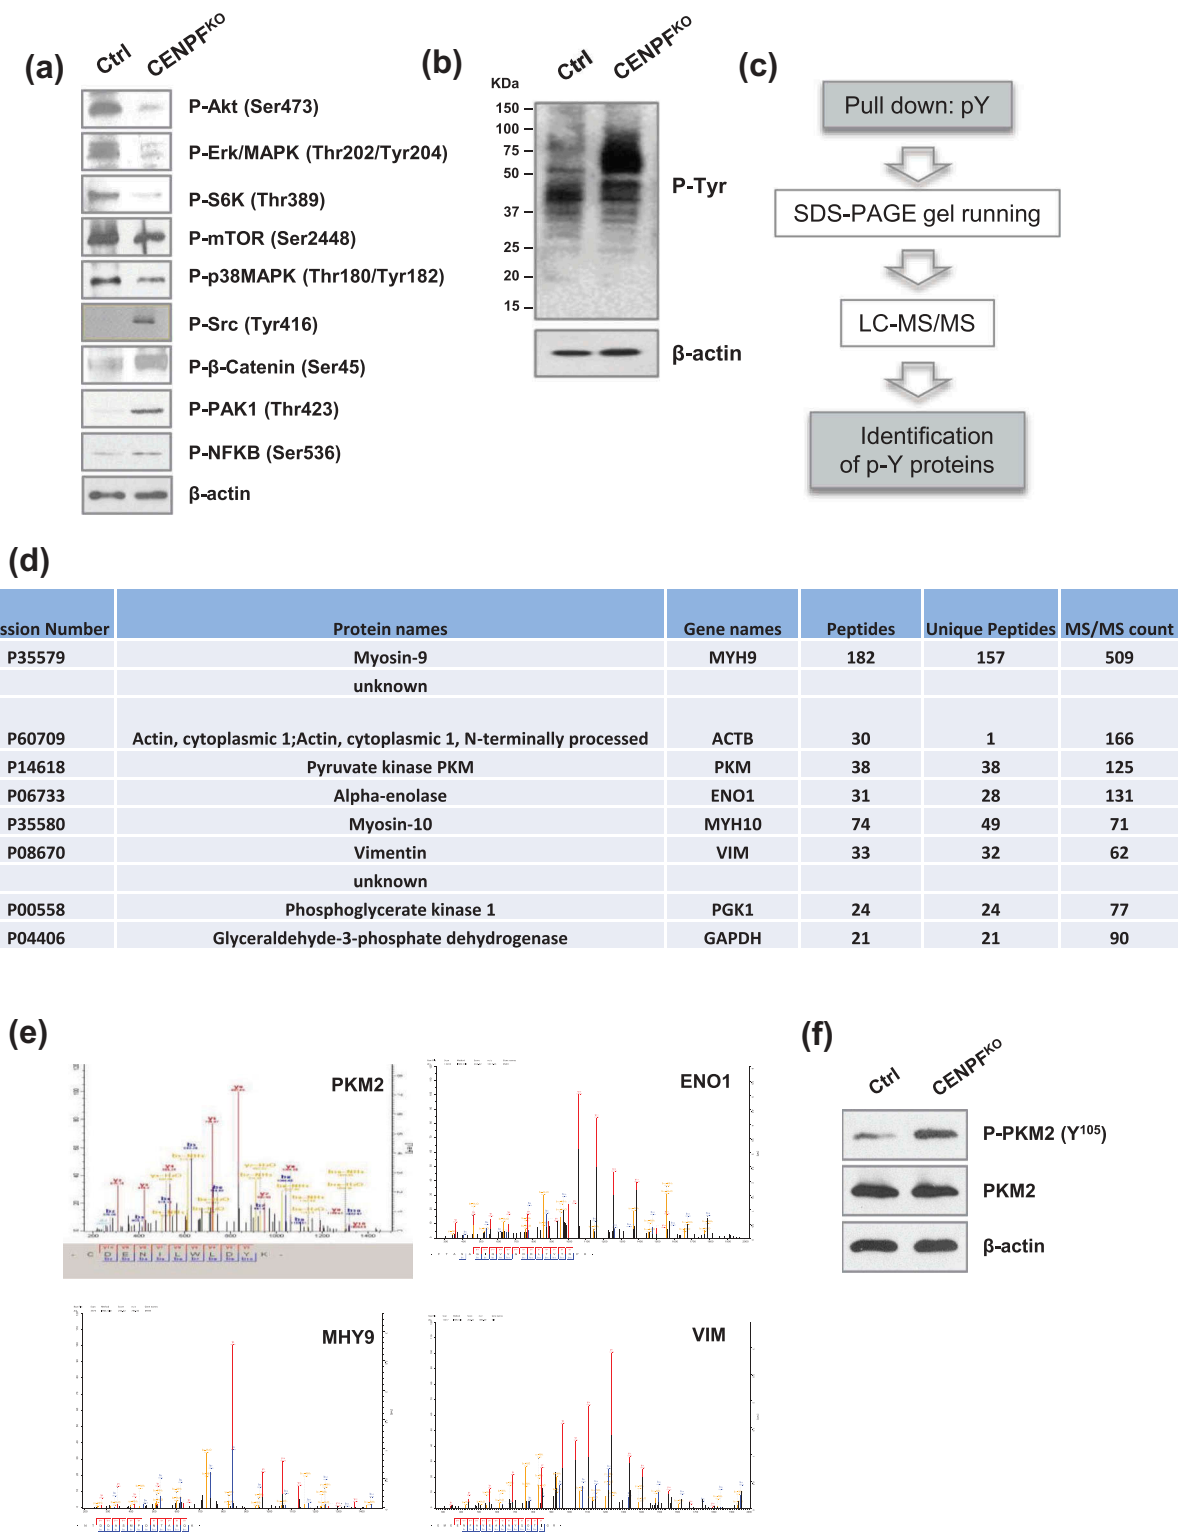 (a)
Ctrl
CENPFKO
P-Akt (Ser473)
P-Erk/MAPK (Thr202/Tyr204)
P-S6K (Thr389)
P-mTOR (Ser2448)
P-p38MAPK (Thr180/Tyr182)
P-Src (Tyr416)
P-β-Catenin (Ser45)
P-PAK1 (Thr423)
P-NFKB (Ser536)
β-actin
(b)
Ctrl
CENPFKO
KDa
150
100
75
50
37
25
20
15
P-Tyr
β-actin
(c)
Pull down: pY
SDS-PAGE gel running
LC-MS/MS
Identification
of p-Y proteins
(d)
ssion Number Protein names Gene names Peptides Unique Peptides MS/MS count
P35579 Myosin-9 MYH9 182 157 509
unknown
P60709 Actin, cytoplasmic 1;Actin, cytoplasmic 1, N-terminally processed ACTB 30 1 166
P14618 Pyruvate kinase PKM PKM 38 38 125
P06733 Alpha-enolase ENO1 31 28 131
P35580 Myosin-10 MYH10 74 49 71
P08670 Vimentin VIM 33 32 62
unknown
P00558 Phosphoglycerate kinase 1 PGK1 24 24 77
P04406 Glyceraldehyde-3-phosphate dehydrogenase GAPDH 21 21 90
(e)
PKM2
200 400 600 800 1000 1200 1400
- C D E N I L W L D Y K -
ENO1
MHY9
VIM
(f)
Ctrl
CENPFKO
P-PKM2 (Y105)
PKM2
β-actin